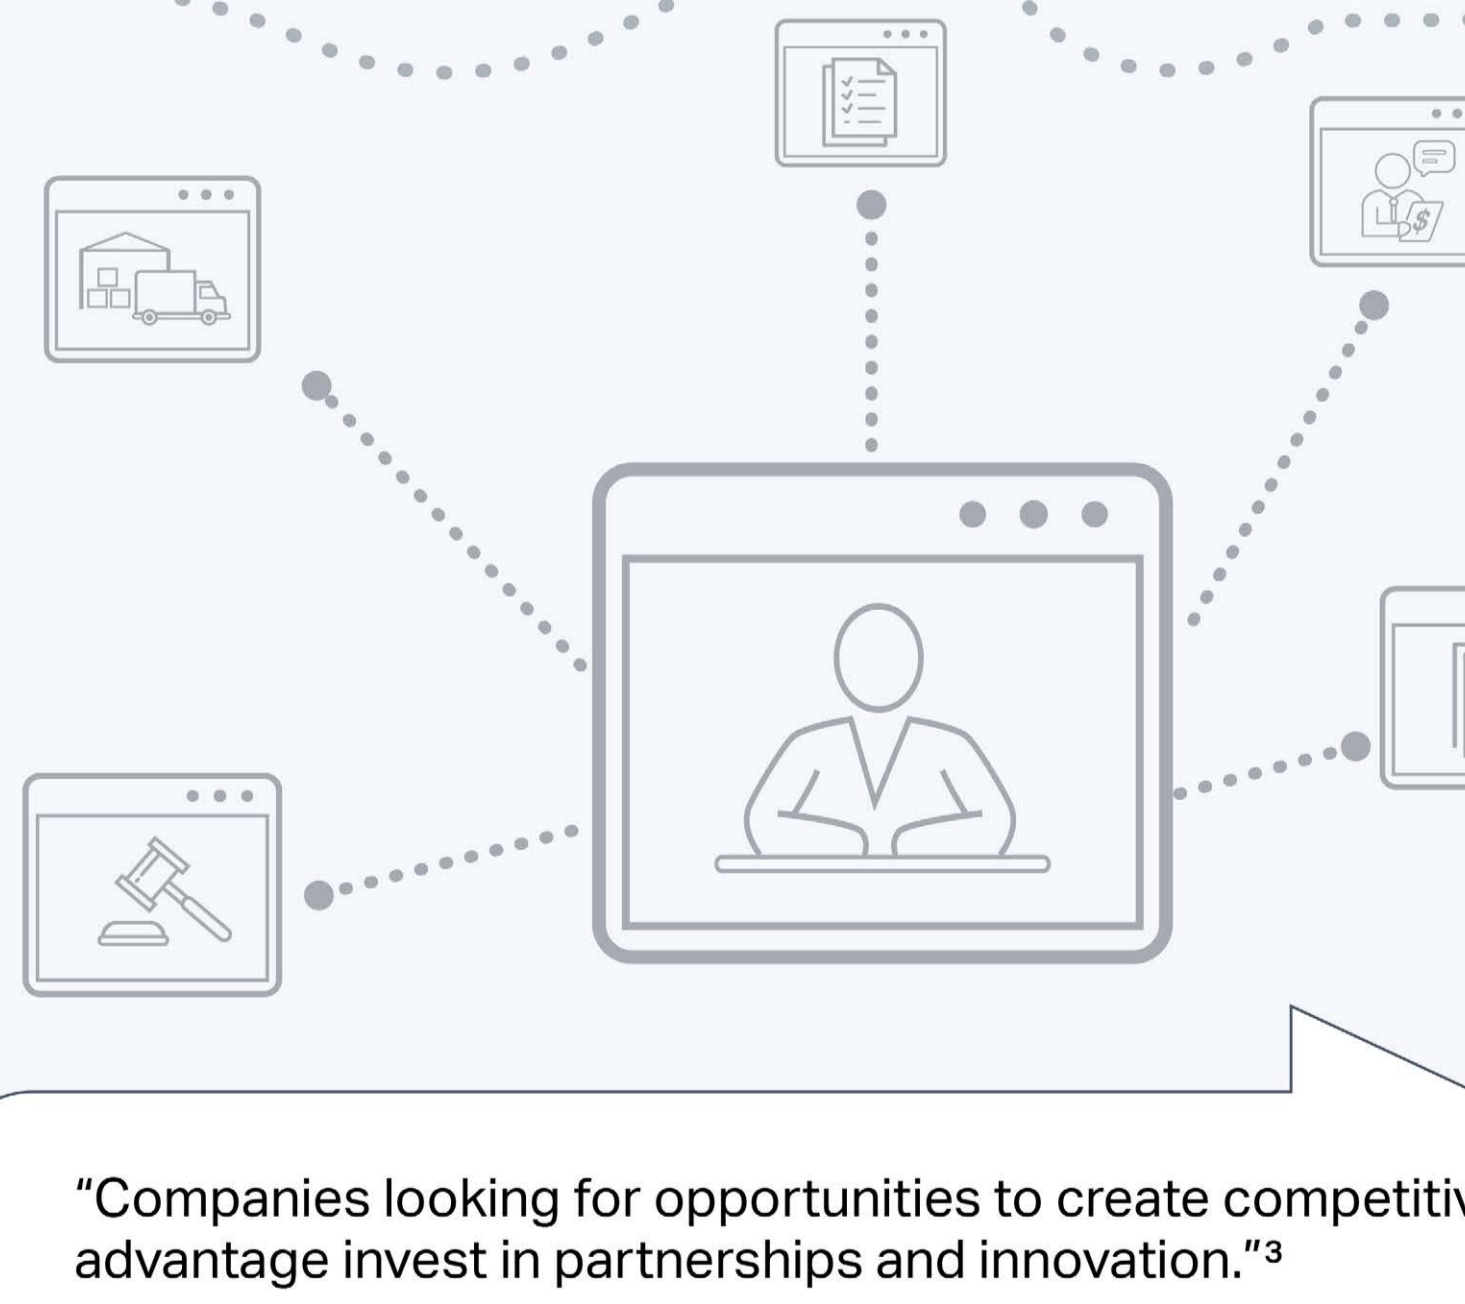 $
“Companies looking for opportunities to create competitiv
advantage invest in partnerships and innovation.”³